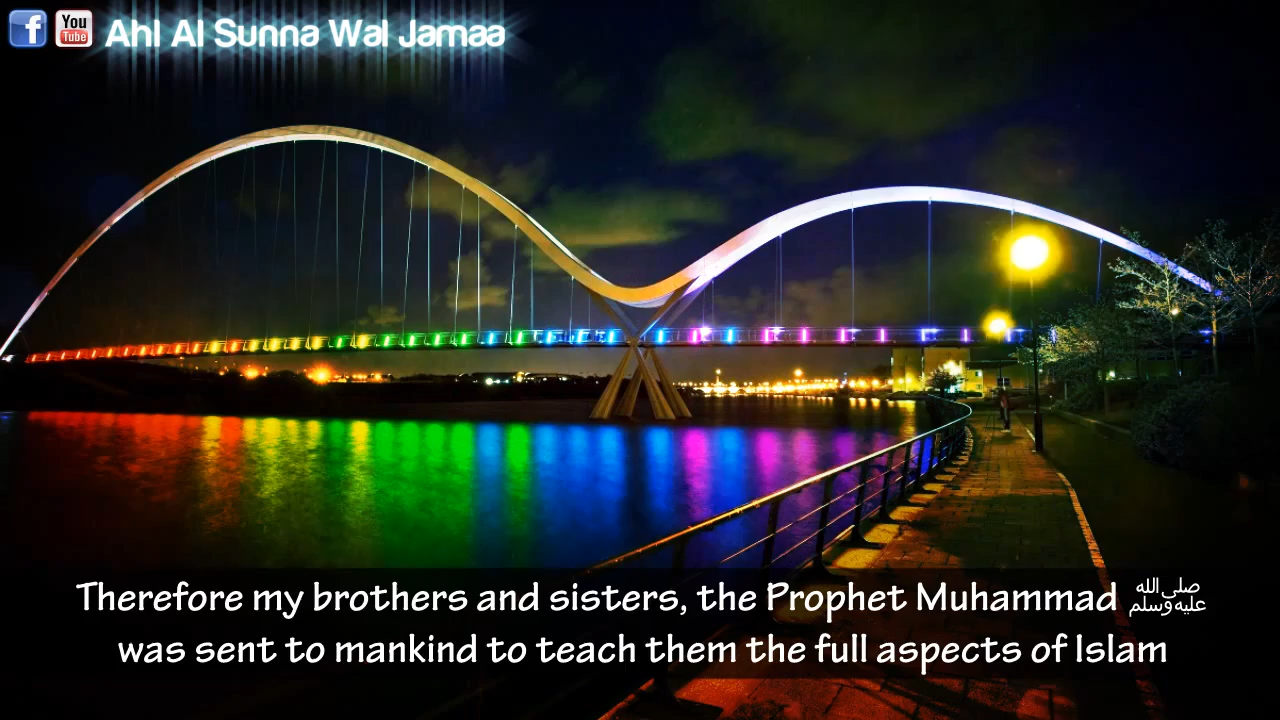 f You Tube Ahl Al Sunna Wal Jamaa
Therefore my brothers and sisters, the Prophet Muhammad ﷺ
was sent to mankind to teach them the full aspects of Islam